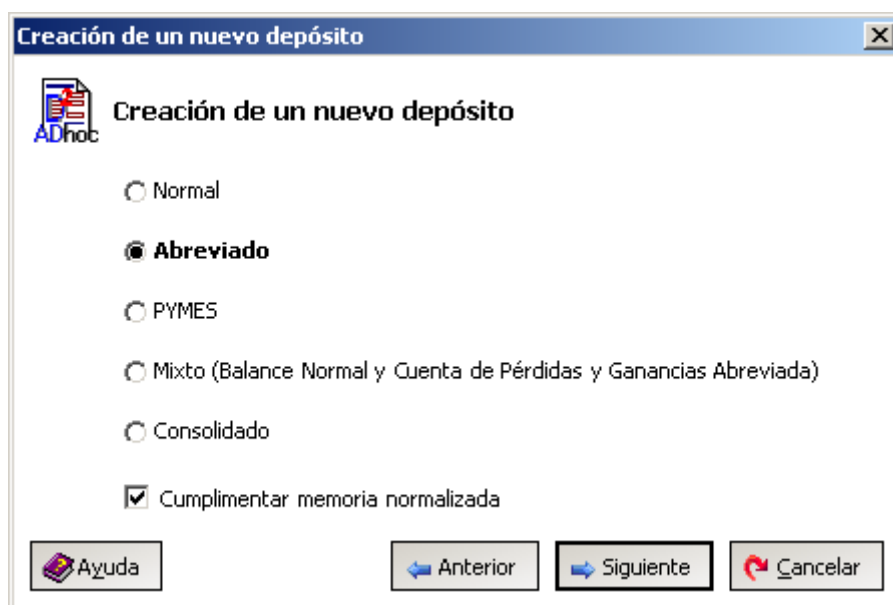 Creación de un nuevo depósito
ADhoc
Creación de un nuevo depósito
Normal
Abreviado
PYMES
Mixto (Balance Normal y Cuenta de Pérdidas y Ganancias Abreviada)
Consolidado
Cumplimentar memoria normalizada
Ayuda
Anterior
Siguiente
Cancelar